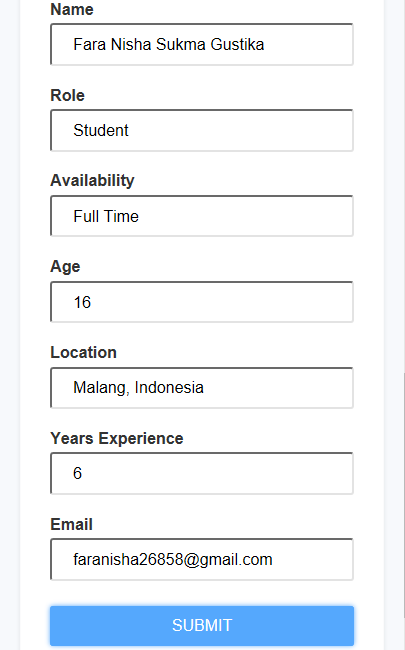 Name
Fara Nisha Sukma Gustika
Role
Student
Availability
Full Time
Age
16
Location
Malang, Indonesia
Years Experience
6
Email
faranisha26858@gmail.com
SUBMIT